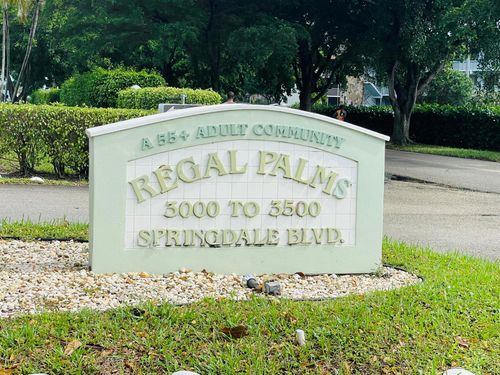 A 55+ ADULT COMMUNITY
REGAL PALMS
3000 TO 3500
SPRINGDALE BLVD.